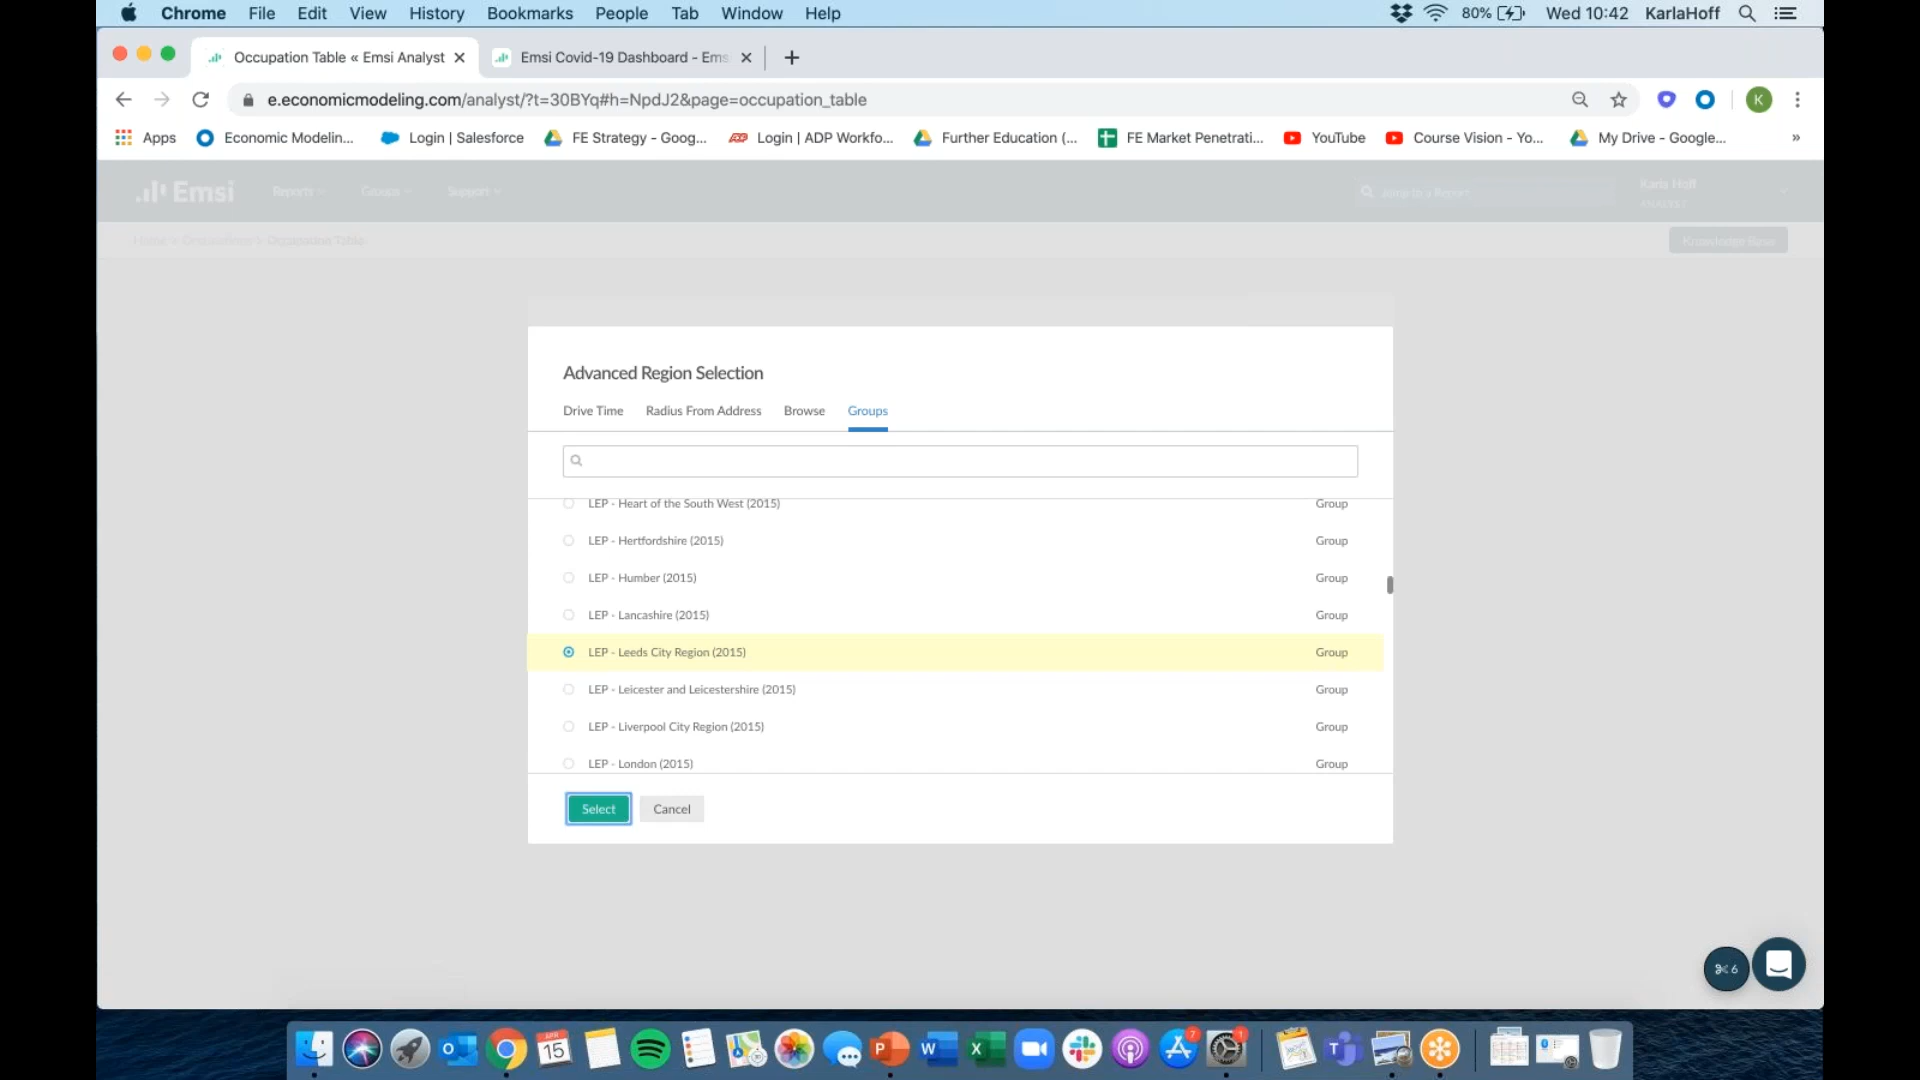 Chrome File Edit View History Bookmarks People Tab Window Help 80% Wed 10:42 KarlaHoff
Occupation Table « Emsi Analyst Emsi Covid-19 Dashboard - Ems
e.economicmodeling.com/analyst/?t=30BYq#h=NpdJ2&page=occupation_table K
Apps Economic Modelin... Login | Salesforce FE Strategy - Goog... Login | ADP Workfo... Further Education (... FE Market Penetrati... YouTube Course Vision - Yo... My Drive - Google... »
Emsi Reports Groups Support Jump to a Report Karla Hoff
ANALYST
Home > Occupations > Occupation Table Knowledge Base
Advanced Region Selection
Drive Time Radius From Address Browse Groups
LEP - Heart of the South West (2015) Group
LEP - Hertfordshire (2015) Group
LEP - Humber (2015) Group
LEP - Lancashire (2015) Group
LEP - Leeds City Region (2015) Group
LEP - Leicester and Leicestershire (2015) Group
LEP - Liverpool City Region (2015) Group
LEP - London (2015) Group
Select Cancel
6
APR
15 P W X 7 1 T